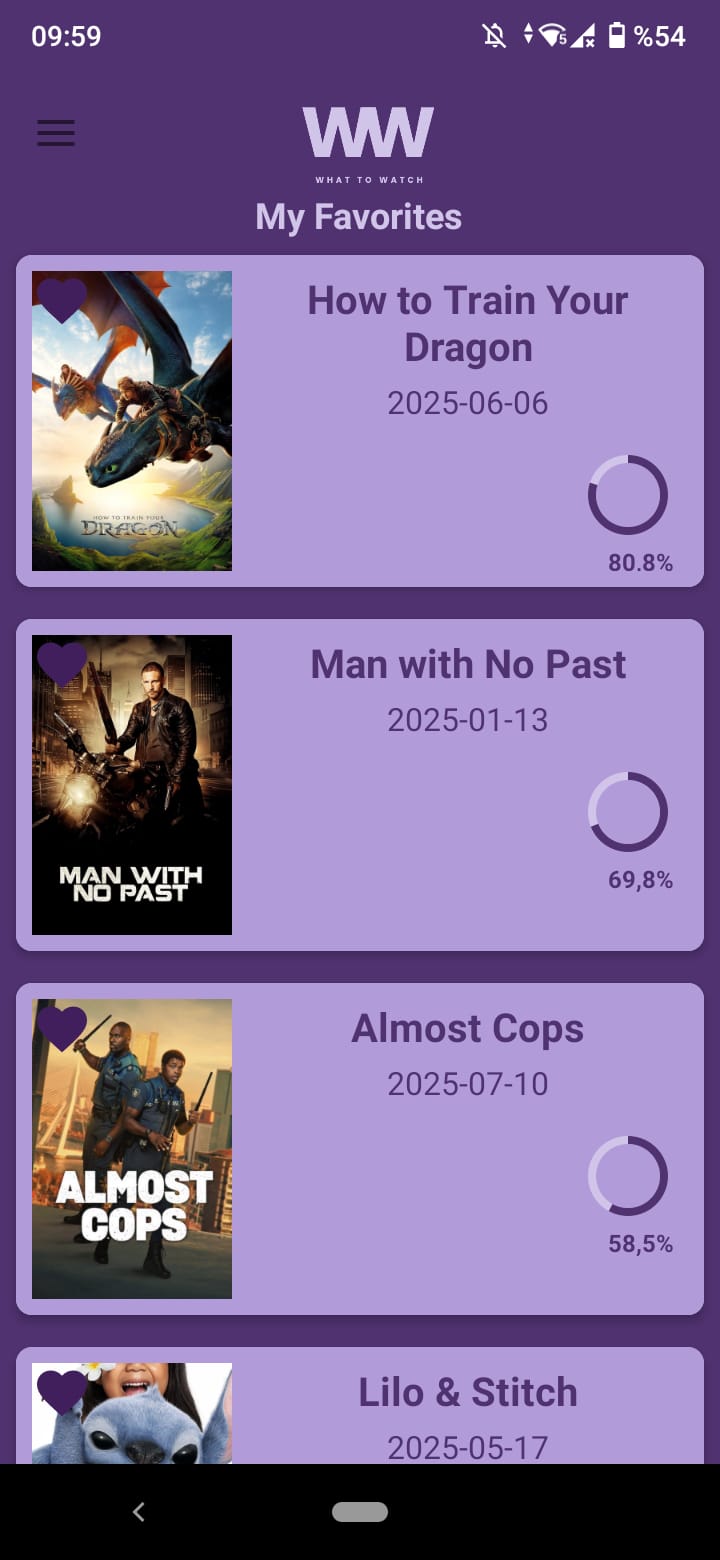 09:59
5
%54
WW
WHAT TO WATCH
My Favorites
How to Train Your
Dragon
2025-06-06
HOW TO TRAIN YOUR
DRAGON
80.8%
Man with No Past
2025-01-13
69,8%
MAN WITH
NO PAST
Almost Cops
2025-07-10
58,5%
ALMOST
COPS
Lilo & Stitch
2025-05-17